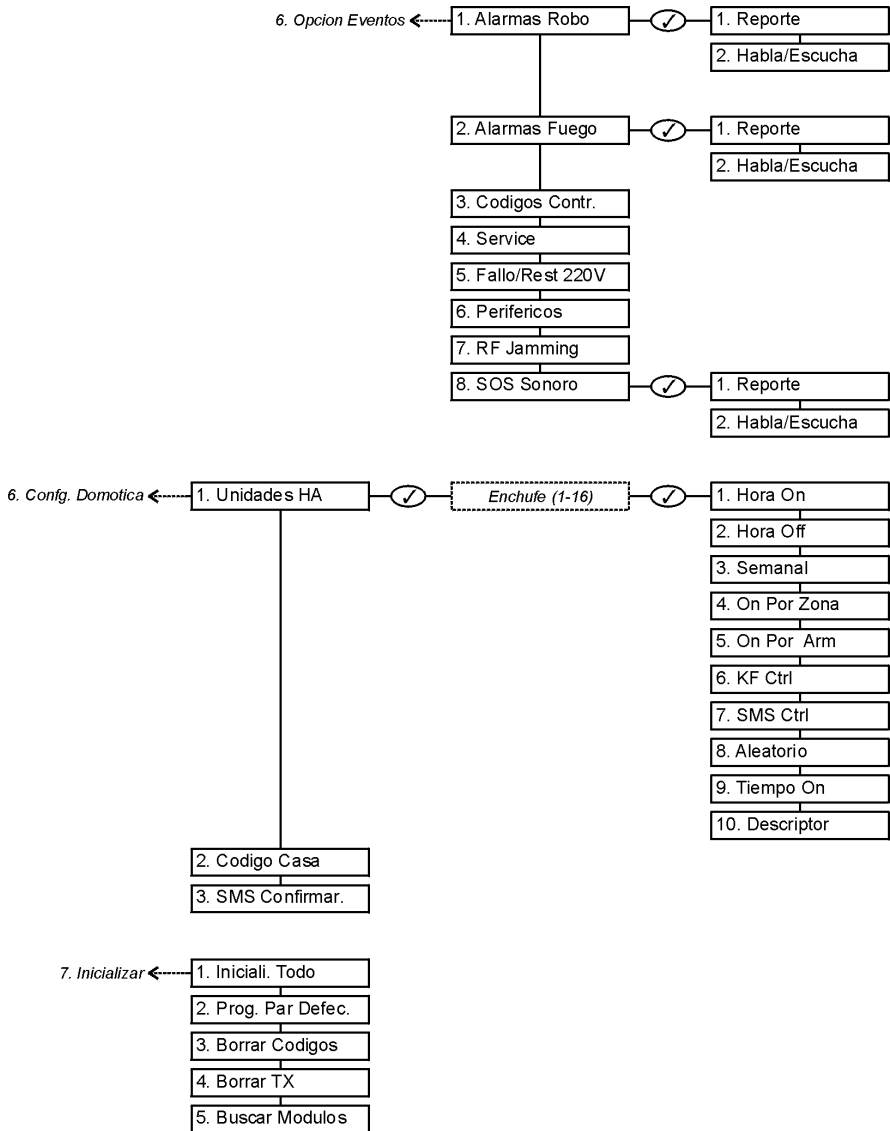 6. Opcion Eventos
1. Alarmas Robo
1. Reporte
2. Habla/Escucha
2. Alarmas Fuego
1. Reporte
2. Habla/Escucha
3. Codigos Contr.
4. Service
5. Fallo/Rest 220V
6. Perifericos
7. RF Jamming
8. SOS Sonoro
1. Reporte
2. Habla/Escucha
6. Confg. Domotica
1. Unidades HA
Enchufe (1-16)
1. Hora On
2. Hora Off
3. Semanal
4. On Por Zona
5. On Por Arm
6. KF Ctrl
7. SMS Ctrl
8. Aleatorio
9. Tiempo On
10. Descriptor
2. Codigo Casa
3. SMS Confirmar.
7. Inicializar
1. Iniciali. Todo
2. Prog. Par Defec.
3. Borrar Codigos
4. Borrar TX
5. Buscar Modulos